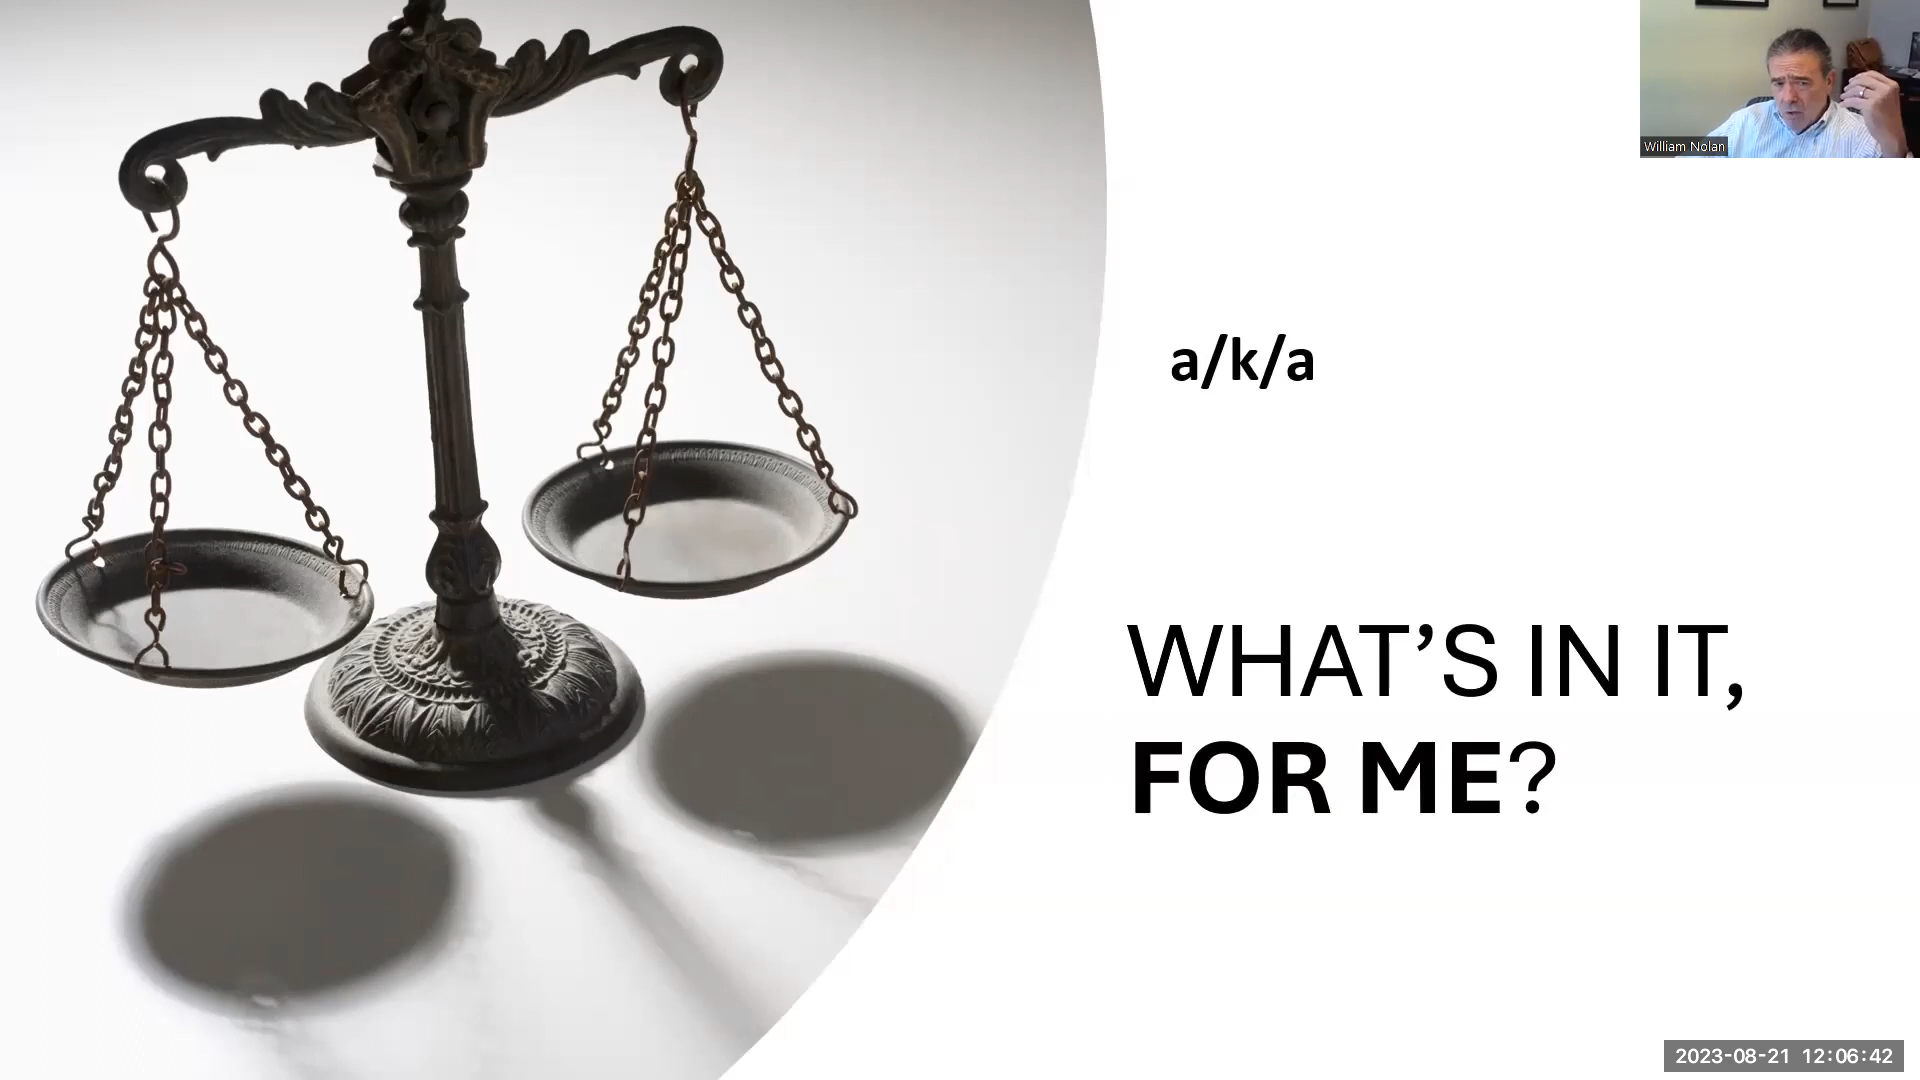 William Nolan
a/k/a
WHAT’S IN IT,
FOR ME?
2023-08-21 12:06:42